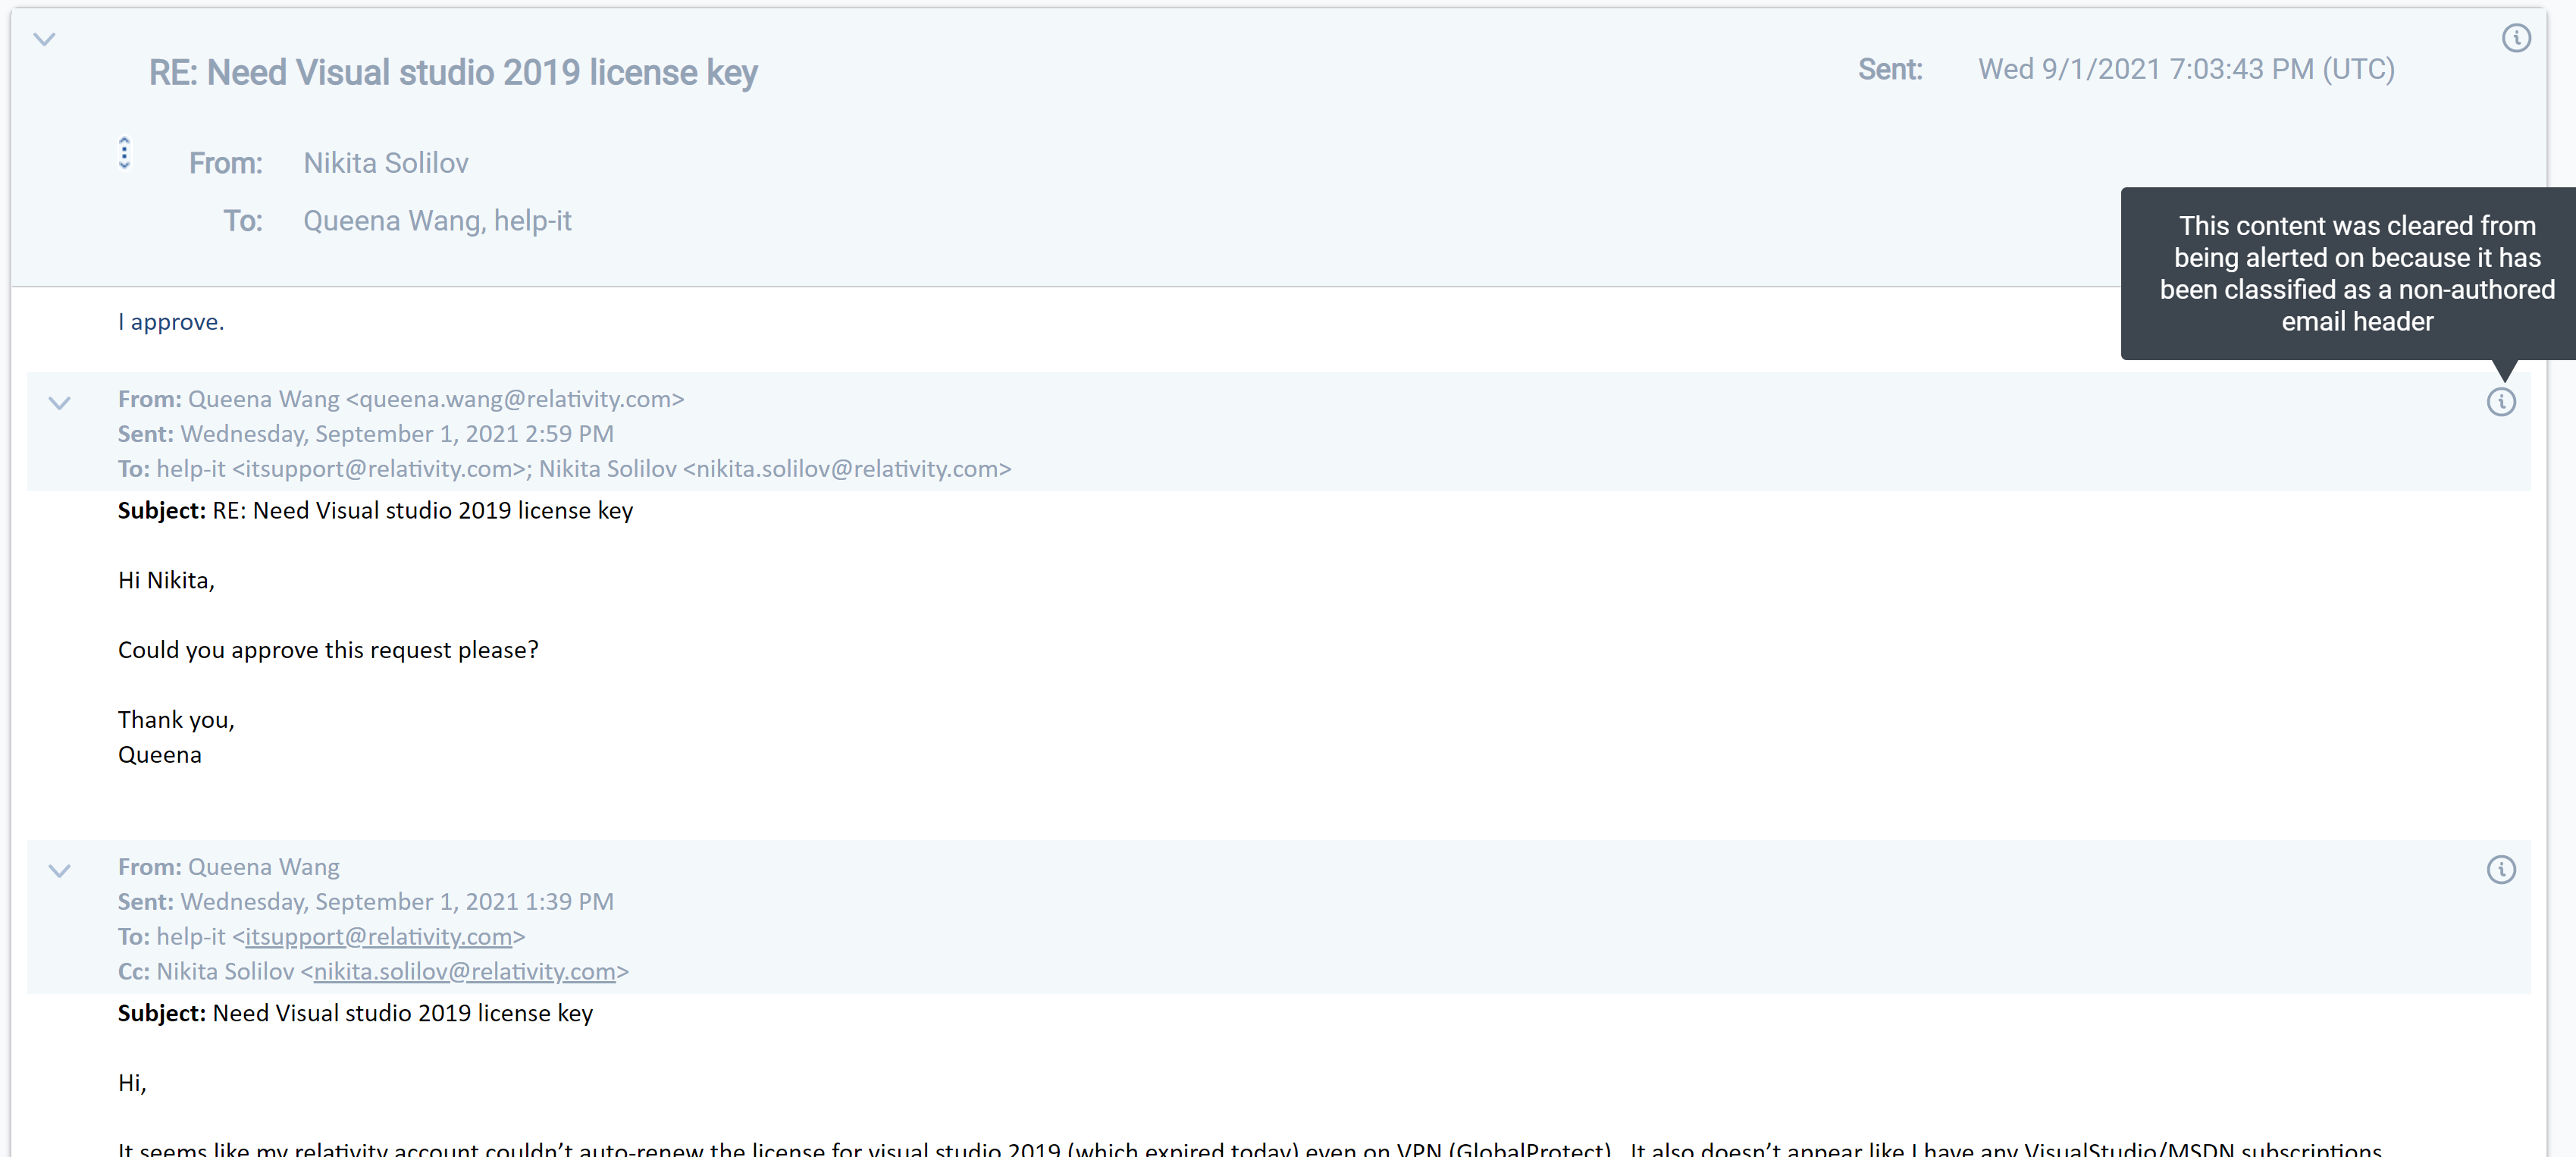 RE: Need Visual studio 2019 license key
Sent: Wed 9/1/2021 7:03:43 PM (UTC)
From: Nikita Solilov
To: Queena Wang, help-it
This content was cleared from
being alerted on because it has
been classified as a non-authored
email header
I approve.
From: Queena Wang <queena.wang@relativity.com>
Sent: Wednesday, September 1, 2021 2:59 PM
To: help-it <itsupport@relativity.com>; Nikita Solilov <nikita.solilov@relativity.com>
Subject: RE: Need Visual studio 2019 license key
Hi Nikita,
Could you approve this request please?
Thank you,
Queena
From: Queena Wang
Sent: Wednesday, September 1, 2021 1:39 PM
To: help-it <itsupport@relativity.com>
Cc: Nikita Solilov <nikita.solilov@relativity.com>
Subject: Need Visual studio 2019 license key
Hi,
It seems like my relativity account couldn’t auto-renew the license for visual studio 2019 (which expired today) even on VPN (GlobalProtect). It also doesn’t appear like I have any VisualStudio/MSDN subscriptions